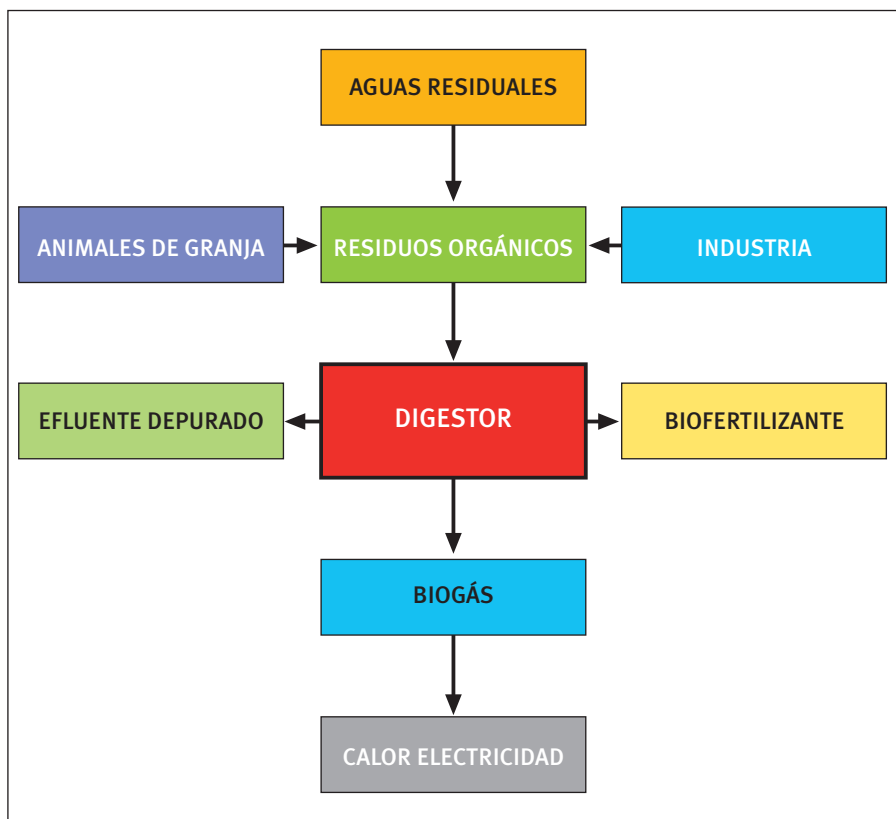 AGUAS RESIDUALES
ANIMALES DE GRANJA
RESIDUOS ORGÁNICOS
INDUSTRIA
EFLUENTE DEPURADO
DIGESTOR
BIOFERTILIZANTE
BIOGÁS
CALOR ELECTRICIDAD